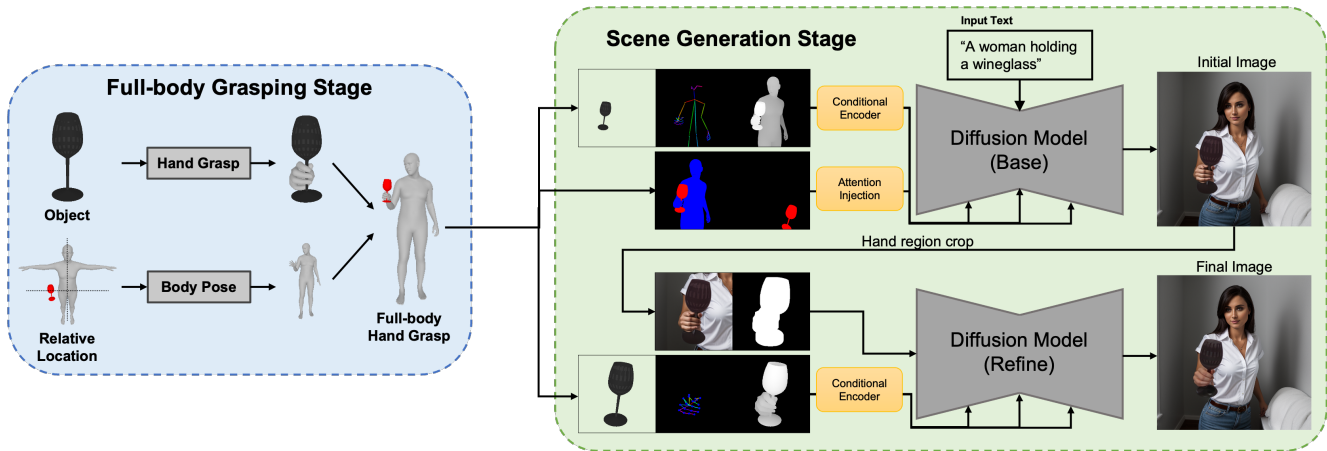 Full-body Grasping Stage
Object
Hand Grasp
Relative
Location
Body Pose
Full-body
Hand Grasp
Scene Generation Stage
Input Text
“A woman holding
a wineglass”
Conditional
Encoder
Attention
Injection
Diffusion Model
(Base)
Initial Image
Hand region crop
Conditional
Encoder
Diffusion Model
(Refine)
Final Image